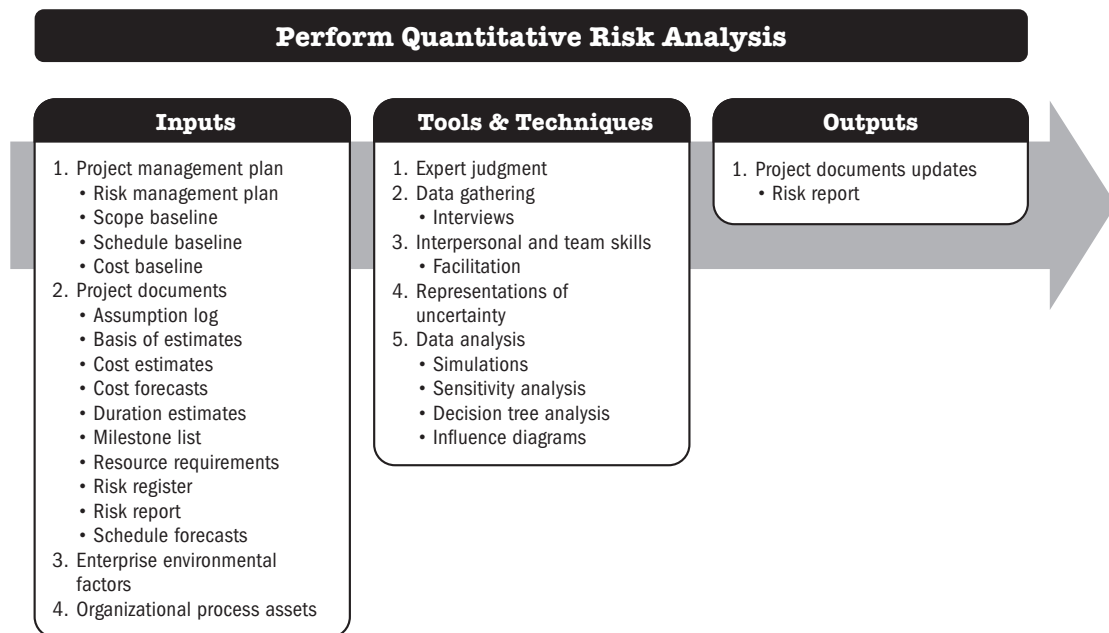 Perform Quantitative Risk Analysis
Inputs
1. Project management plan
• Risk management plan
• Scope baseline
• Schedule baseline
• Cost baseline
2. Project documents
• Assumption log
• Basis of estimates
• Cost estimates
• Cost forecasts
• Duration estimates
• Milestone list
• Resource requirements
• Risk register
• Risk report
• Schedule forecasts
3. Enterprise environmental
factors
4. Organizational process assets
Tools & Techniques
1. Expert judgment
2. Data gathering
• Interviews
3. Interpersonal and team skills
• Facilitation
4. Representations of
uncertainty
5. Data analysis
• Simulations
• Sensitivity analysis
• Decision tree analysis
• Influence diagrams
Outputs
1. Project documents updates
• Risk report